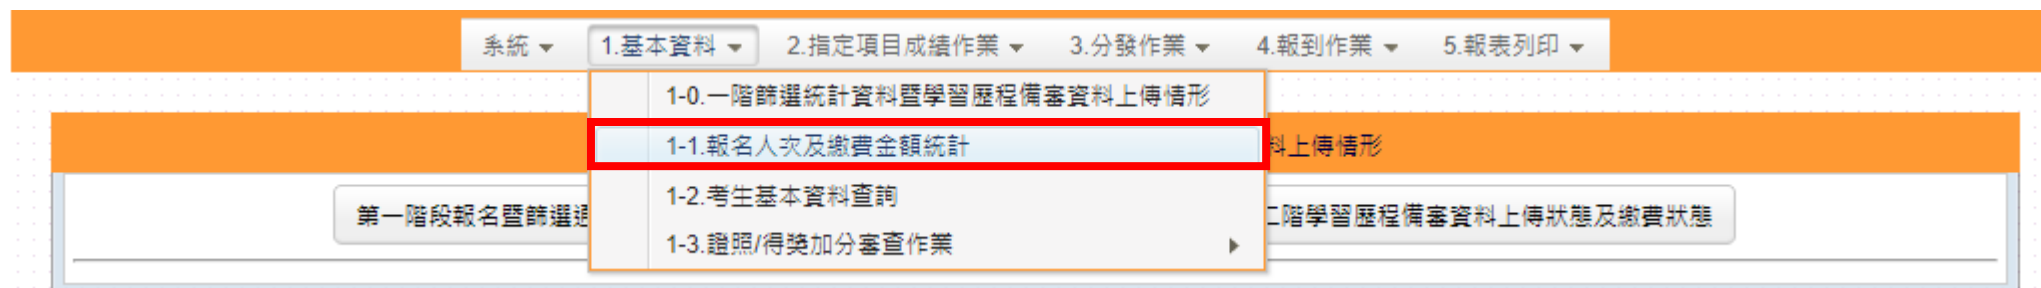 系統 1.基本資料 2.指定項目成績作業 3.分發作業 4.報到作業 5.報表列印
1-0.一階篩選統計資料暨學習歷程備審資料上傳情形
1-1.報名人次及繳費金額統計
料上傳情形
1-2.考生基本資料查詢
第一階段報名暨篩選通
二階學習歷程備審資料上傳狀態及繳費狀態
1-3.證照/得獎加分審查作業